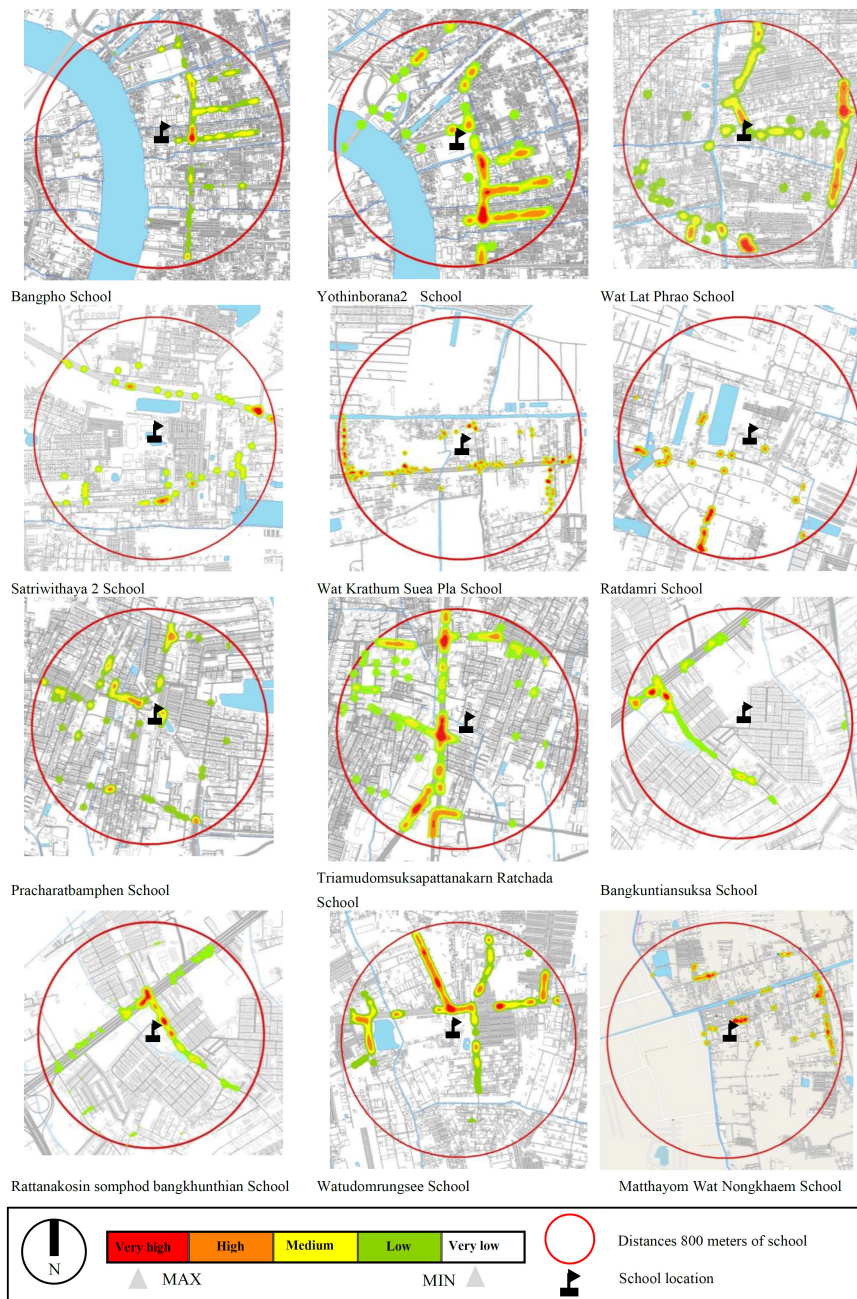 Bangpho School
Yothinborana2 School
Wat Lat Phrao School
Satriwithaya 2 School
Wat Krathum Suea Pla School
Ratdamri School
Pracharatbamphen School
Triamudomsuksapattanakarn Ratchada
School
Bangkuntiansuksa School
Rattanakosin somphod bangkhunthian School
Watudomrungsee School
Matthayom Wat Nongkhaem School
N
Very high
High
Medium
Low
Very low
MAX
MIN
Distances 800 meters of school
School location